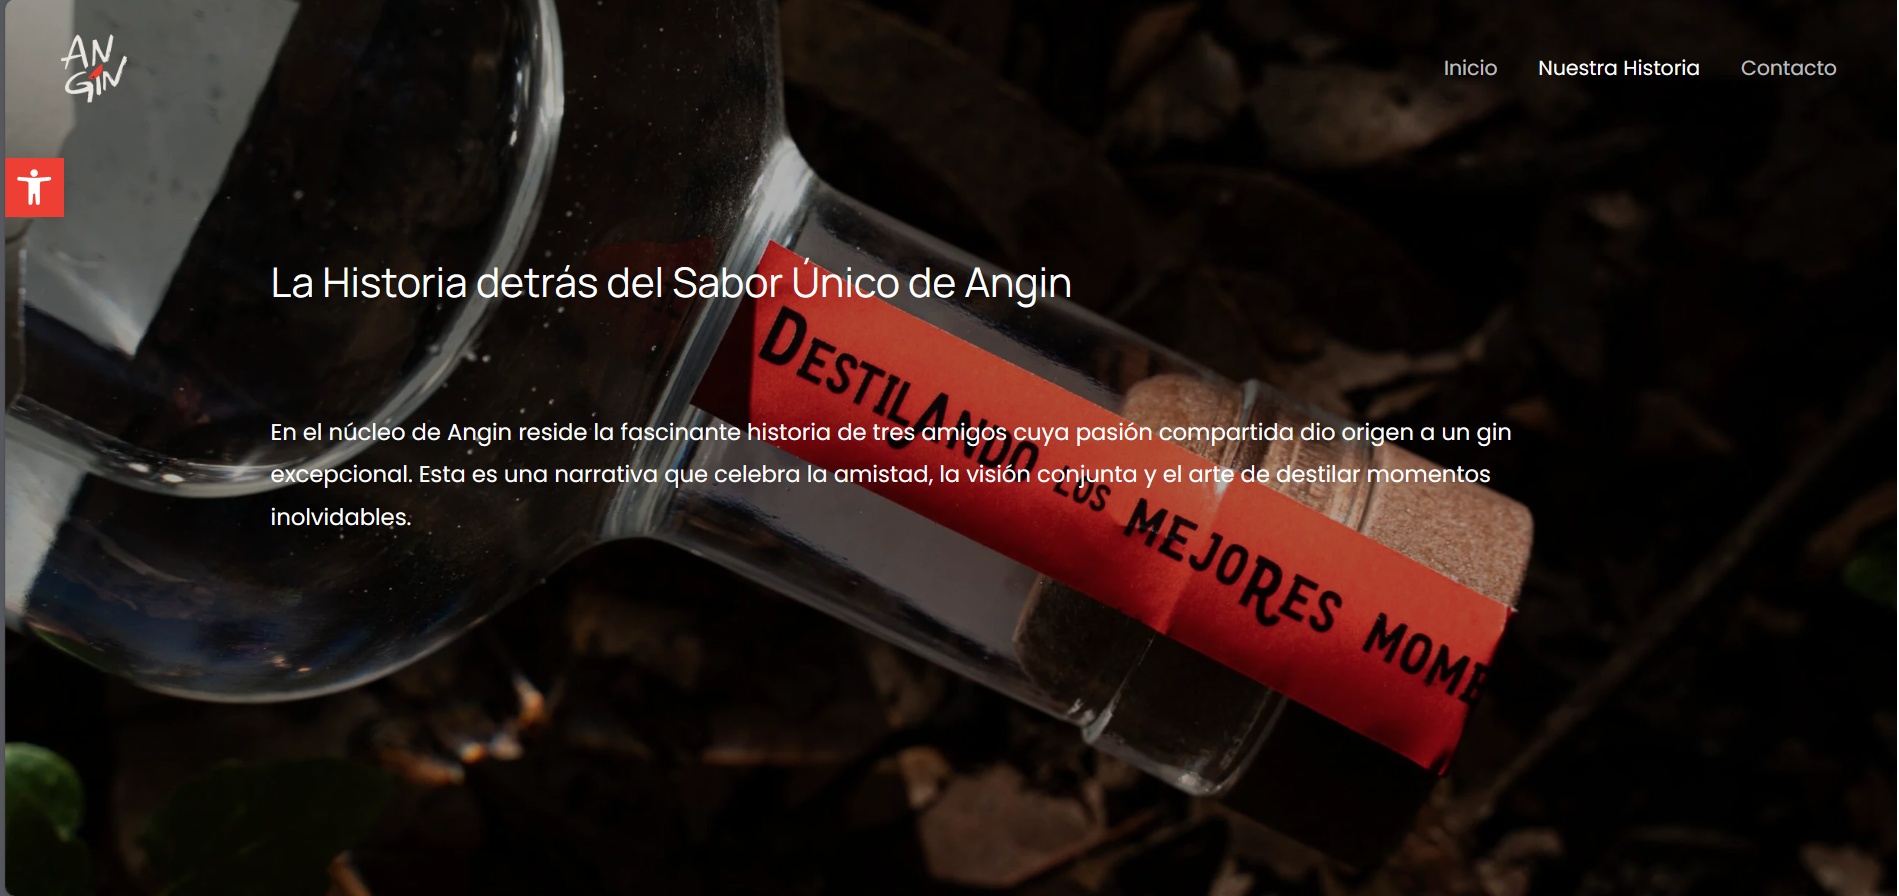 AN
GIN
Inicio Nuestra Historia Contacto
La Historia detrás del Sabor Único de Angin
DESTILANDO LOS MEJORES MOME
En el núcleo de Angin reside la fascinante historia de tres amigos cuya pasión compartida dio origen a un gin
excepcional. Esta es una narrativa que celebra la amistad, la visión conjunta y el arte de destilar momentos
inolvidables.